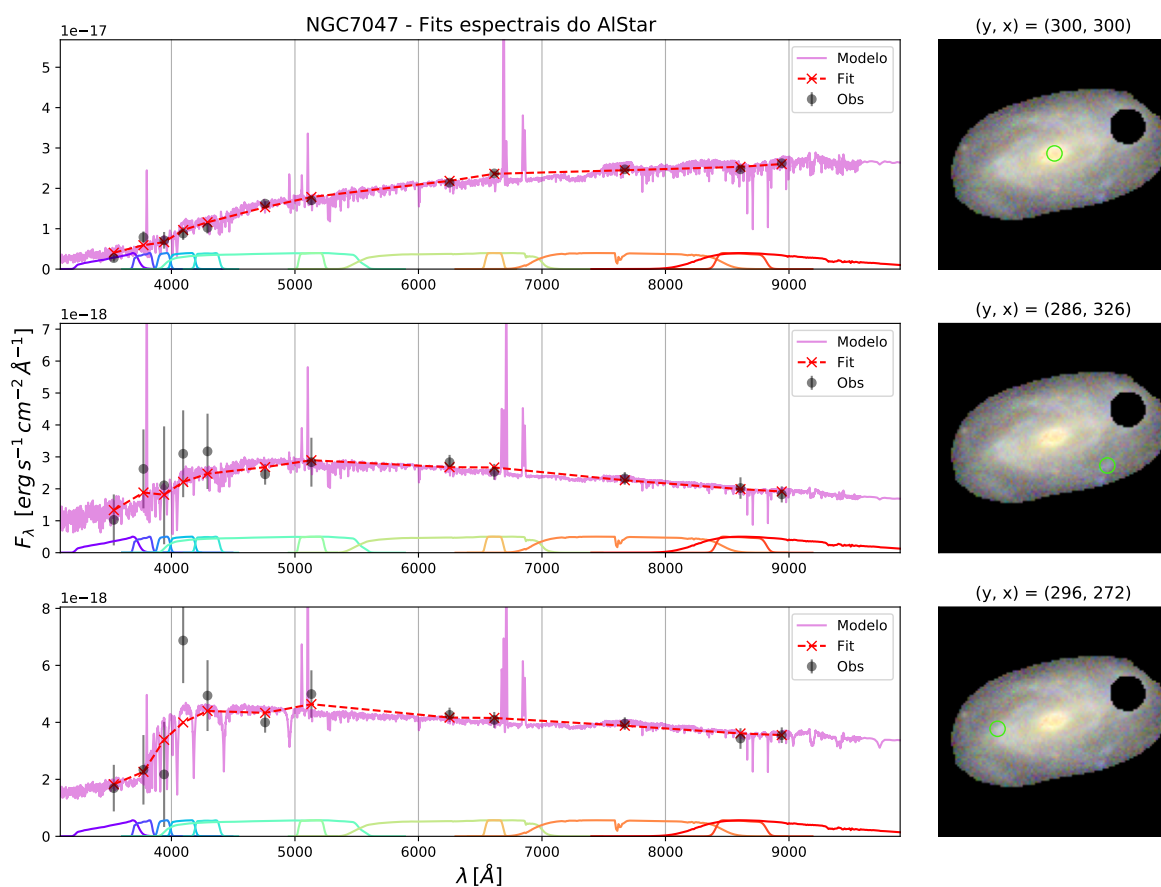 NGC7047 - Fits espectrais do AlStar
1e−17
Modelo
Fit
Obs
5
4
3
2
1
0
4000 5000 6000 7000 8000 9000
(y, x) = (300, 300)
1e−18
Modelo
Fit
Obs
7
6
5
4
3
2
1
0
4000 5000 6000 7000 8000 9000
(y, x) = (286, 326)
F_λ [erg s⁻¹ cm⁻² Å⁻¹]
1e−18
Modelo
Fit
Obs
8
6
4
2
0
4000 5000 6000 7000 8000 9000
λ [Å]
(y, x) = (296, 272)